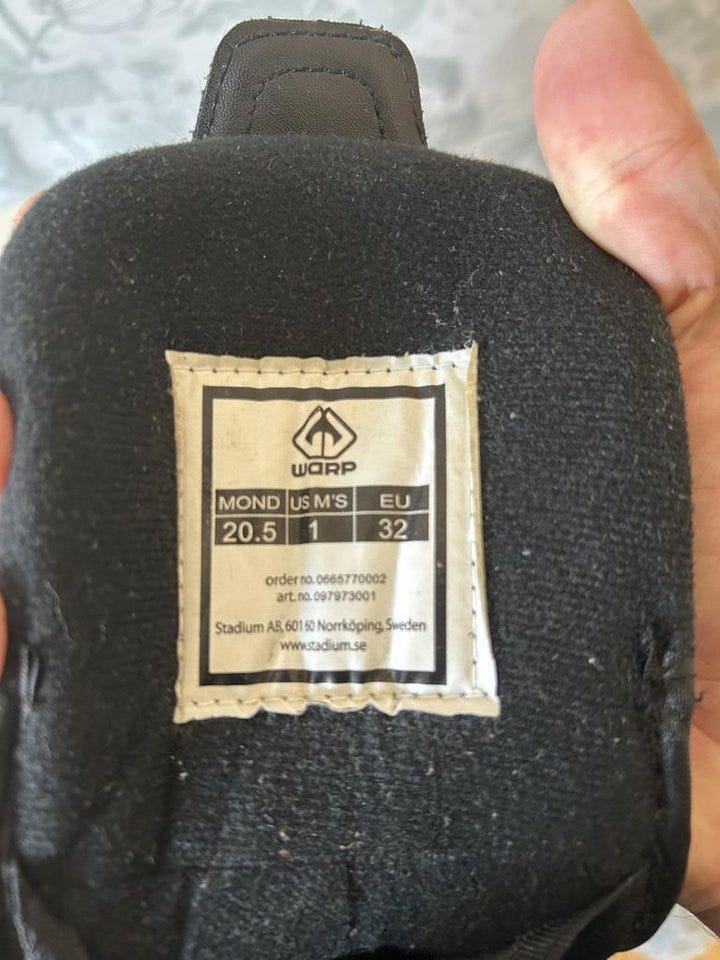 WARP
MOND US M'S EU
20.5 1 32
order no. 0665770002
art. no. 097973001
Stadium AB, 60160 Norrköping, Sweden
www.stadium.se